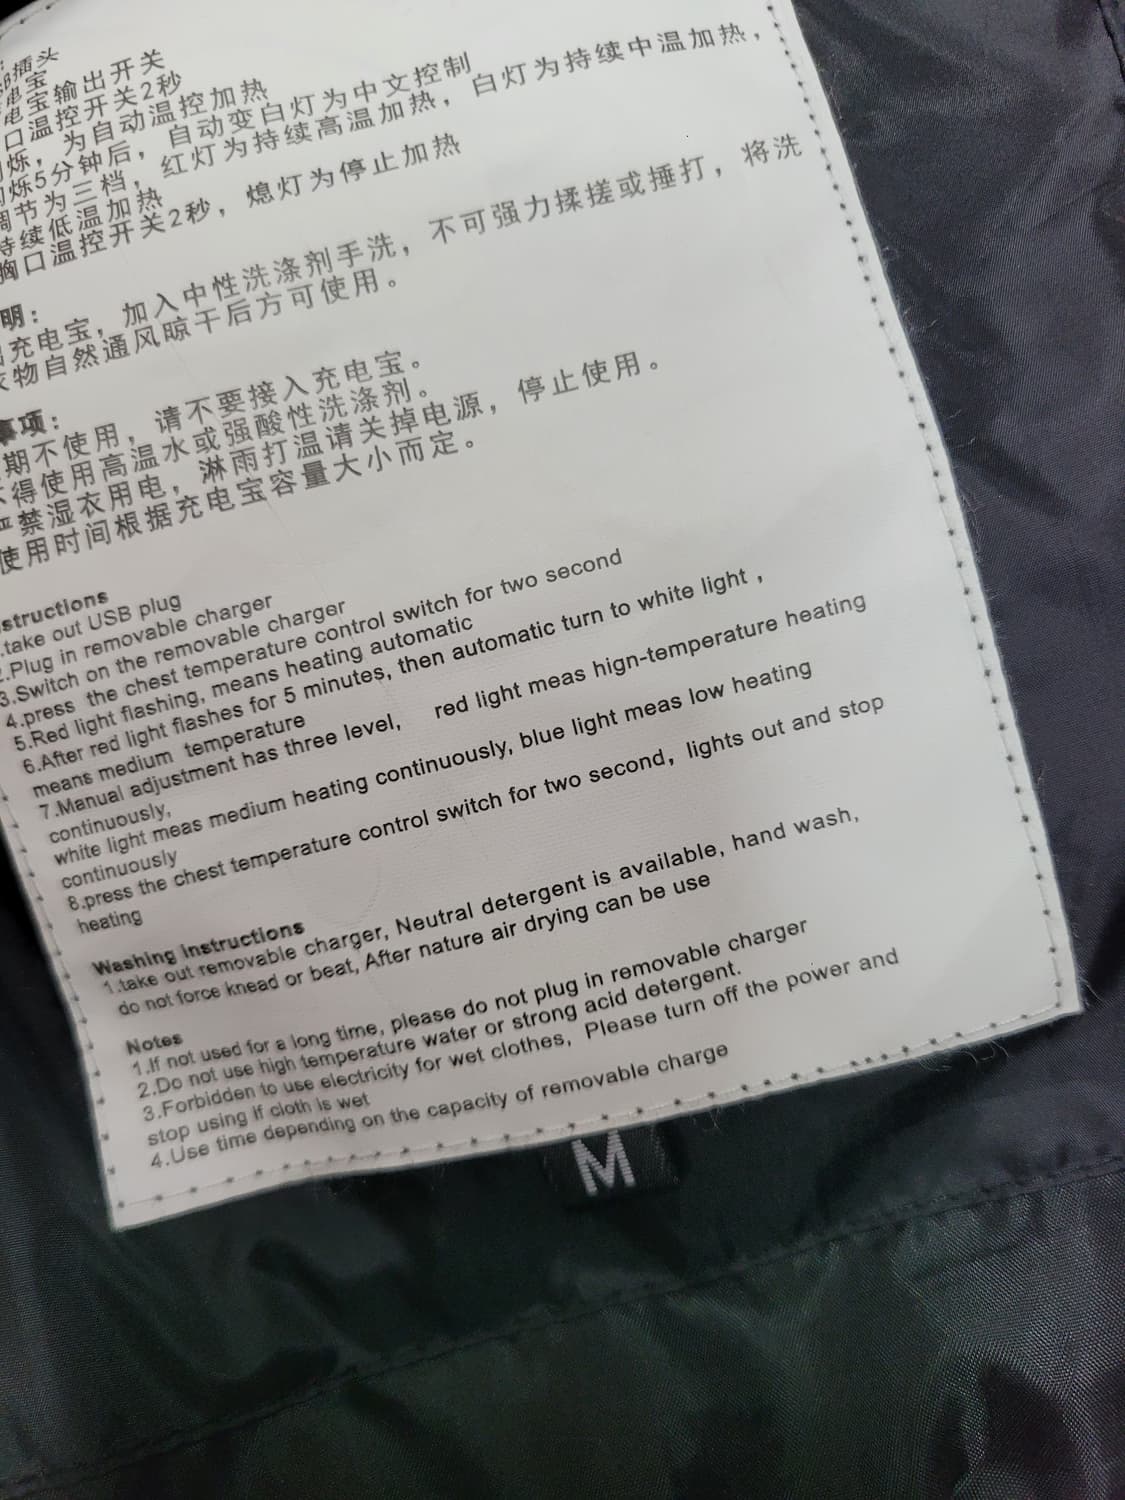 B插头
电宝
电宝输出开关
口温控开关2秒
烁，为自动温控加热
烁5分钟后，自动变白灯为中文控制
调节为三档，红灯为持续高温加热，白灯为持续中温加热，
持续低温加热
胸口温控开关2秒，熄灯为停止加热
明：
充电宝，加入中性洗涤剂手洗，不可强力揉搓或捶打，将洗
衣物自然通风晾干后方可使用。
事项：
期不使用，请不要接入充电宝。
不得使用高温水或强酸性洗涤剂。
严禁湿衣用电，淋雨打温请关掉电源，停止使用。
使用时间根据充电宝容量大小而定。
structions
.take out USB plug
2.Plug in removable charger
3.Switch on the removable charger
4.press the chest temperature control switch for two second
5.Red light flashing, means heating automatic
6.After red light flashes for 5 minutes, then automatic turn to white light ,
means medium temperature
7.Manual adjustment has three level, red light meas hign-temperature heating
continuously,
white light meas medium heating continuously, blue light meas low heating
continuously
8.press the chest temperature control switch for two second, lights out and stop
heating
Washing instructions
1.take out removable charger, Neutral detergent is available, hand wash,
do not force knead or beat, After nature air drying can be use
Notes
1.If not used for a long time, please do not plug in removable charger
2.Do not use high temperature water or strong acid detergent.
3.Forbidden to use electricity for wet clothes, Please turn off the power and
stop using if cloth is wet
4.Use time depending on the capacity of removable charge
M